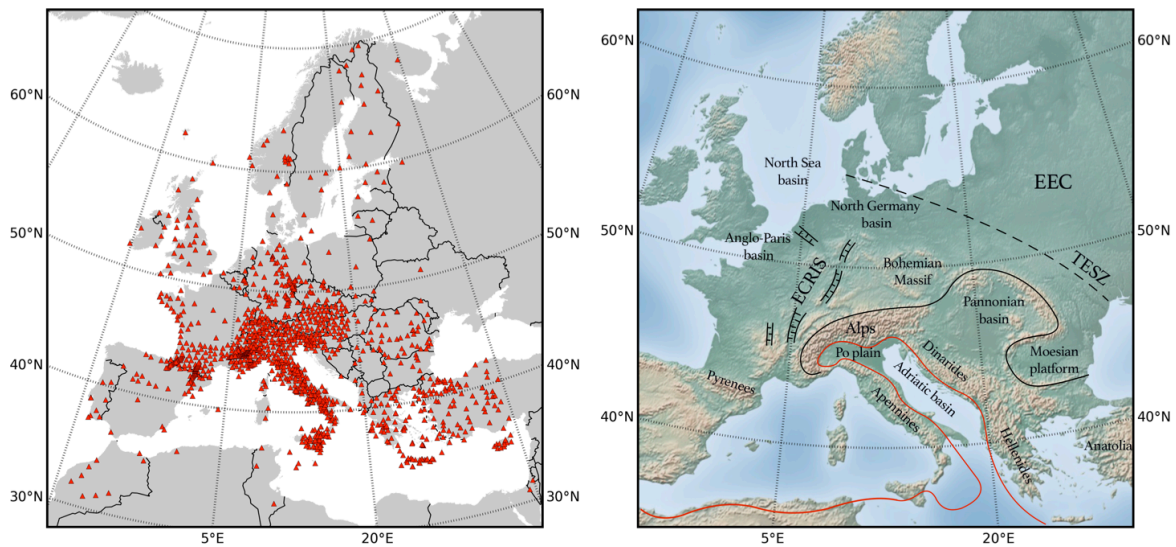 60°N
50°N
40°N
30°N
60°N
50°N
40°N
30°N
5°E
20°E
60°N
50°N
40°N
60°N
50°N
40°N
5°E
20°E
North Sea
basin
EEC
North Germany
basin
Anglo-Paris
basin
TESZ
ECRIS
Bohemian
Massif
Pannonian
basin
Alps
Po plain
Dinarides
Moesian
platform
Adriatic basin
Pyrenees
Apennines
Hellenides
Anatolia